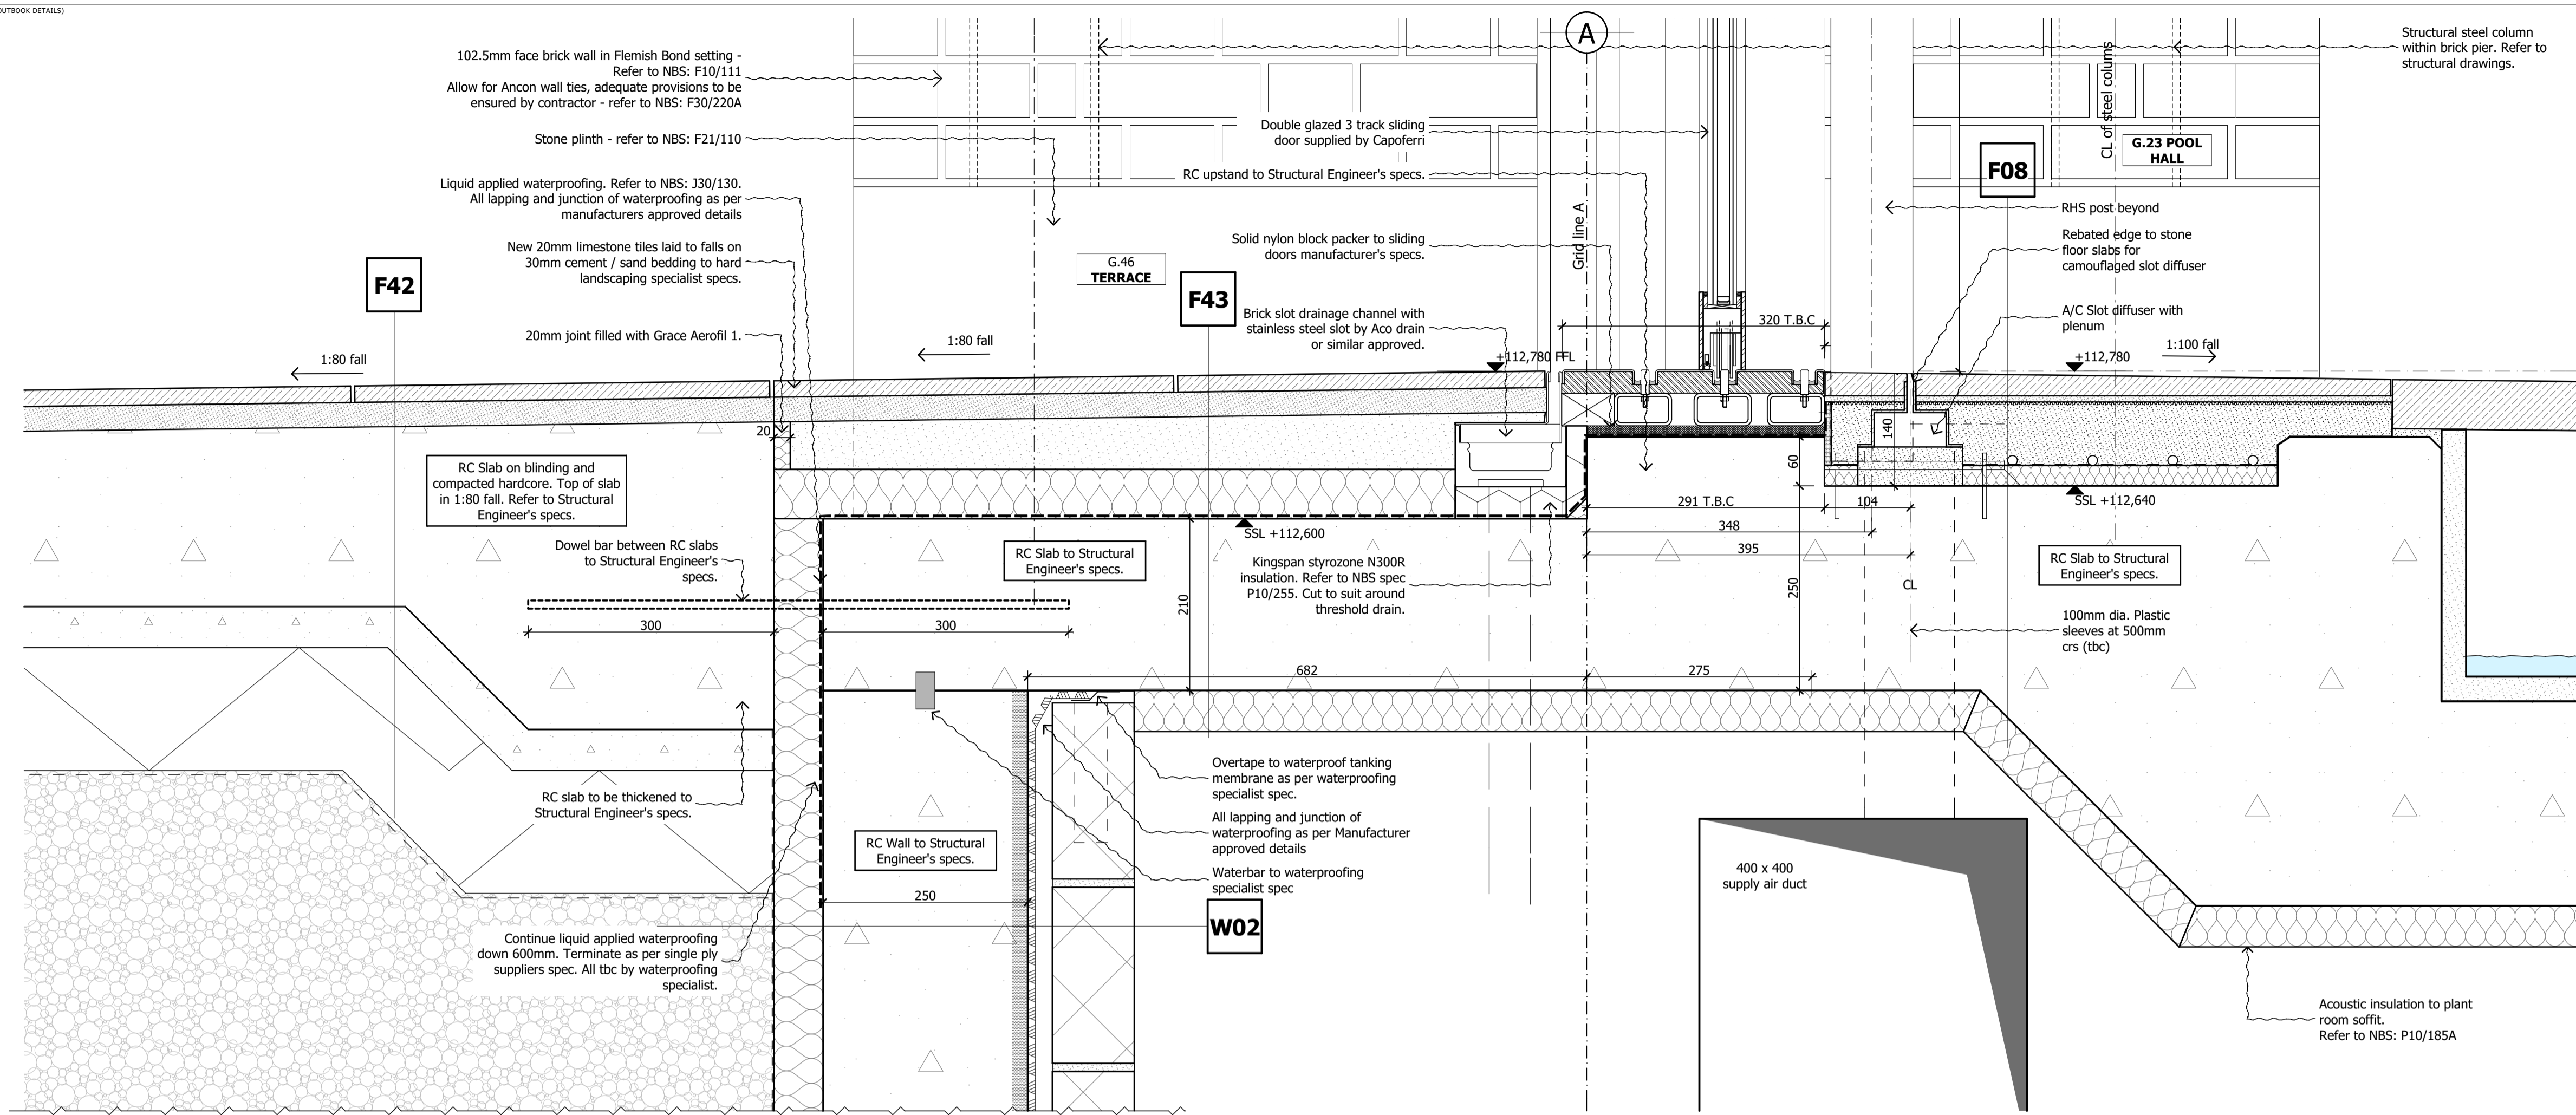 OUTBOOK DETAILS)
102.5mm face brick wall in Flemish Bond setting -
Refer to NBS: F10/111
Allow for Ancon wall ties, adequate provisions to be
ensured by contractor - refer to NBS: F30/220A
Stone plinth - refer to NBS: F21/110
Liquid applied waterproofing. Refer to NBS: J30/130.
All lapping and junction of waterproofing as per
manufacturers approved details
New 20mm limestone tiles laid to falls on
30mm cement / sand bedding to hard
landscaping specialist specs.
20mm joint filled with Grace Aerofil 1.
F42
1:80 fall
1:80 fall
G.46
TERRACE
F43
A
Grid line A
Double glazed 3 track sliding
door supplied by Capoferri
RC upstand to Structural Engineer's specs.
Solid nylon block packer to sliding
doors manufacturer's specs.
Brick slot drainage channel with
stainless steel slot by Aco drain
or similar approved.
+112,780 FFL
320 T.B.C
Structural steel column
within brick pier. Refer to
structural drawings.
CL of steel columns
G.23 POOL
HALL
F08
RHS post beyond
Rebated edge to stone
floor slabs for
camouflaged slot diffuser
A/C Slot diffuser with
plenum
+112,780
1:100 fall
20
140
60
RC Slab on blinding and
compacted hardcore. Top of slab
in 1:80 fall. Refer to Structural
Engineer's specs.
Dowel bar between RC slabs
to Structural Engineer's
specs.
RC Slab to Structural
Engineer's specs.
SSL +112,600
Kingspan styrozone N300R
insulation. Refer to NBS spec
P10/255. Cut to suit around
threshold drain.
291 T.B.C
104
348
395
SSL +112,640
RC Slab to Structural
Engineer's specs.
CL
100mm dia. Plastic
sleeves at 500mm
crs (tbc)
300
300
210
250
682
275
RC slab to be thickened to
Structural Engineer's specs.
RC Wall to Structural
Engineer's specs.
250
Overtape to waterproof tanking
membrane as per waterproofing
specialist spec.
All lapping and junction of
waterproofing as per Manufacturer
approved details
Waterbar to waterproofing
specialist spec
W02
400 x 400
supply air duct
Continue liquid applied waterproofing
down 600mm. Terminate as per single ply
suppliers spec. All tbc by waterproofing
specialist.
Acoustic insulation to plant
room soffit.
Refer to NBS: P10/185A